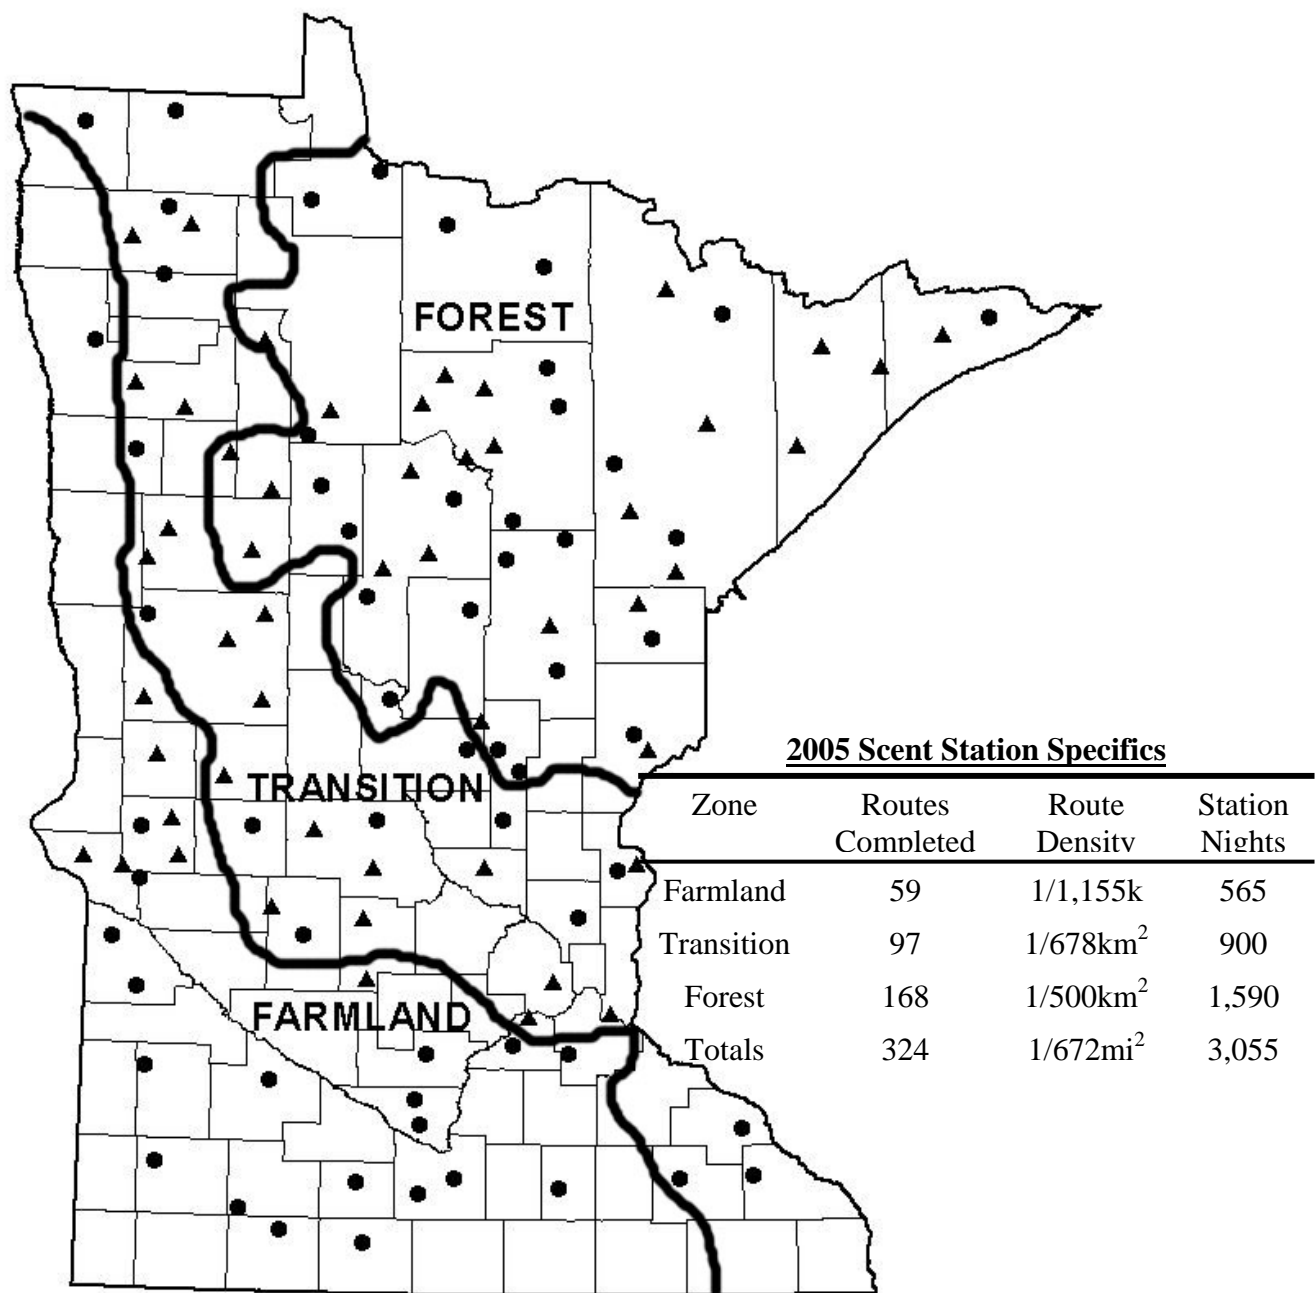 FOREST
2005 Scent Station Specifics
TRANSITION
Zone Routes Route Station
Completed Density Nights
Farmland 59 1/1,155k 565
Transition 97 1/678km² 900
Forest 168 1/500km² 1,590
FARMLAND
Totals 324 1/672mi² 3,055